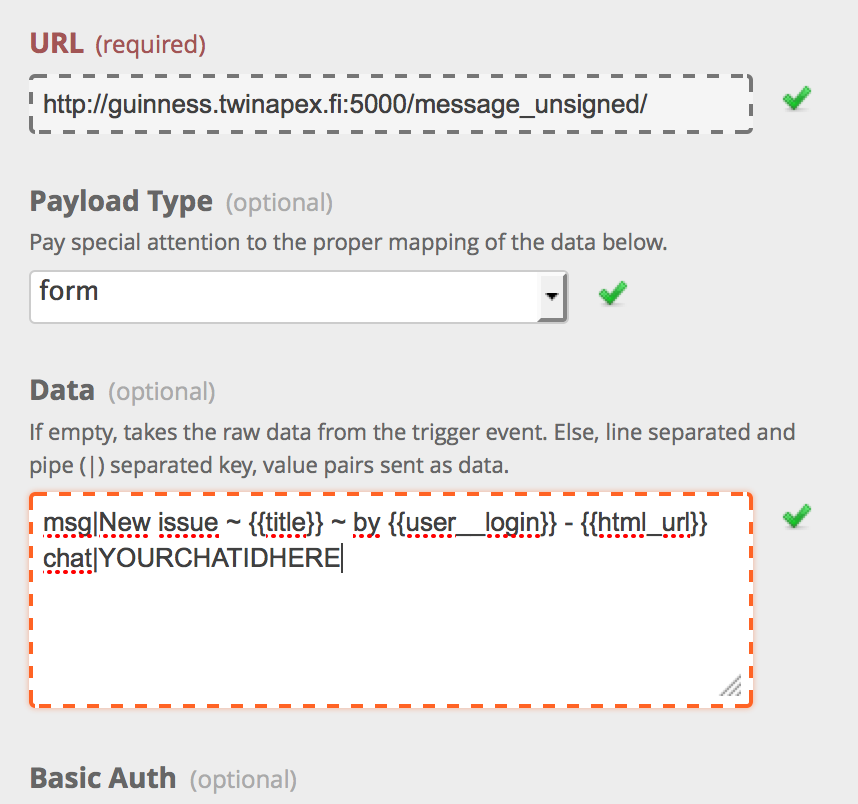 URL (required)
http://guinness.twinapex.fi:5000/message_unsigned/
Payload Type (optional)
Pay special attention to the proper mapping of the data below.
form
Data (optional)
If empty, takes the raw data from the trigger event. Else, line separated and
pipe (|) separated key, value pairs sent as data.
msg|New issue ~ {{title}} ~ by {{user__login}} - {{html_url}}
chat|YOURCHATIDHERE
Basic Auth (optional)